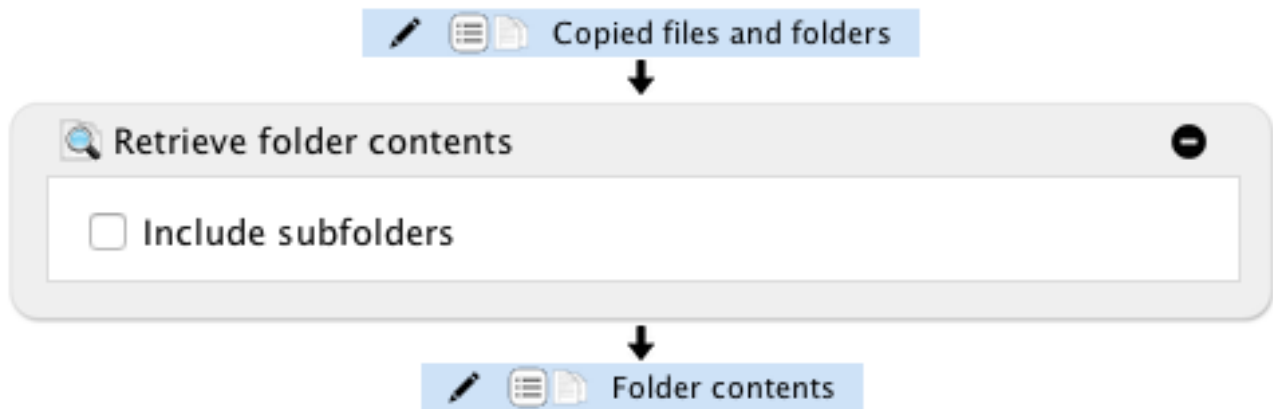 Copied files and folders
Retrieve folder contents
Include subfolders
Folder contents